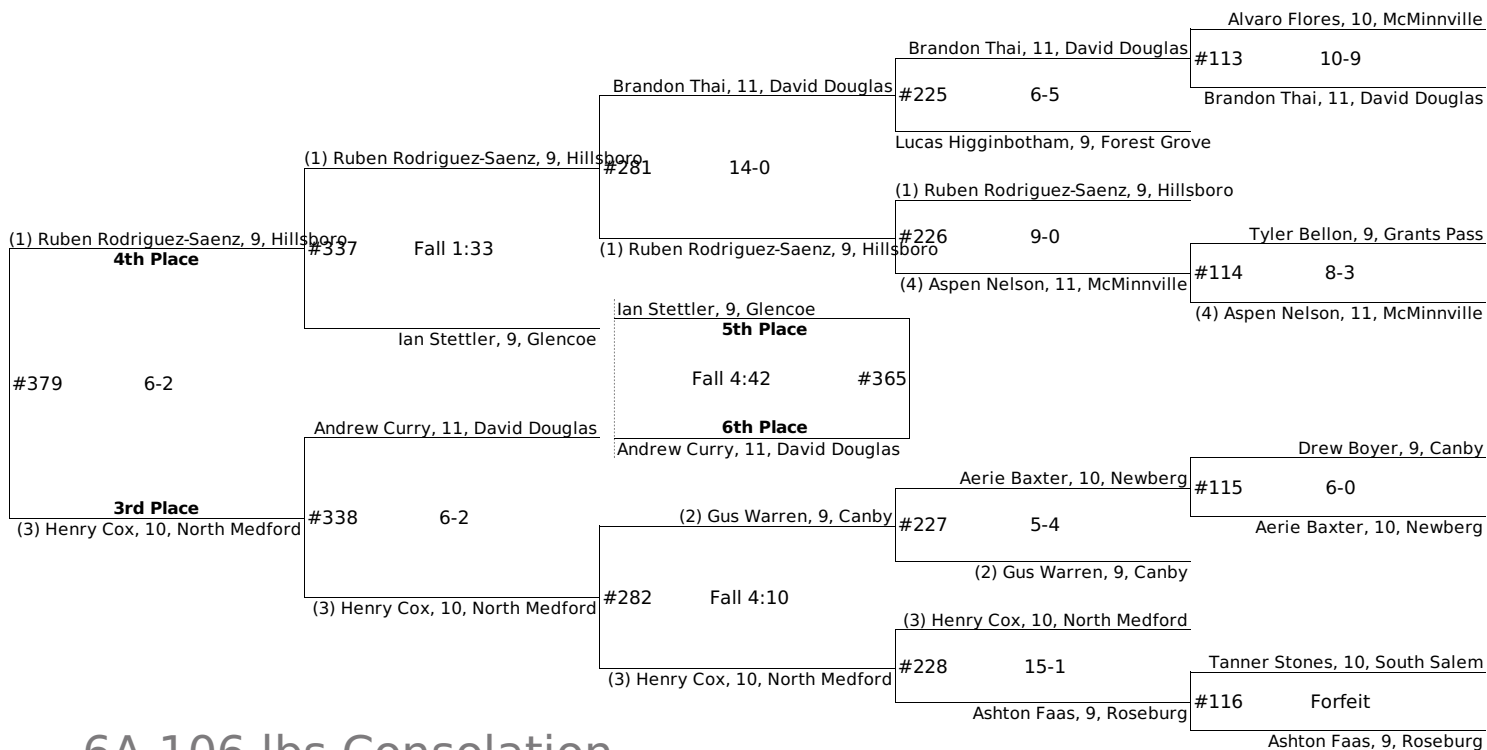 Alvaro Flores, 10, McMinnville
Brandon Thai, 11, David Douglas
#113 10-9
Brandon Thai, 11, David Douglas
#225 6-5
Brandon Thai, 11, David Douglas
Lucas Higginbotham, 9, Forest Grove
(1) Ruben Rodriguez-Saenz, 9, Hillsboro
#281 14-0
(1) Ruben Rodriguez-Saenz, 9, Hillsboro
#226 9-0
Tyler Bellon, 9, Grants Pass
(1) Ruben Rodriguez-Saenz, 9, Hillsboro
4th Place
#337 Fall 1:33
(1) Ruben Rodriguez-Saenz, 9, Hillsboro
#114 8-3
(4) Aspen Nelson, 11, McMinnville
(4) Aspen Nelson, 11, McMinnville
Ian Stettler, 9, Glencoe
5th Place
Ian Stettler, 9, Glencoe
Fall 4:42 #365
#379 6-2
6th Place
Andrew Curry, 11, David Douglas
Andrew Curry, 11, David Douglas
Drew Boyer, 9, Canby
Aerie Baxter, 10, Newberg
#115 6-0
3rd Place
(3) Henry Cox, 10, North Medford
#338 6-2
(2) Gus Warren, 9, Canby
#227 5-4
Aerie Baxter, 10, Newberg
(2) Gus Warren, 9, Canby
(3) Henry Cox, 10, North Medford
#282 Fall 4:10
(3) Henry Cox, 10, North Medford
#228 15-1
Tanner Stones, 10, South Salem
(3) Henry Cox, 10, North Medford
#116 Forfeit
Ashton Faas, 9, Roseburg
Ashton Faas, 9, Roseburg
6A 106 lbs Consolation